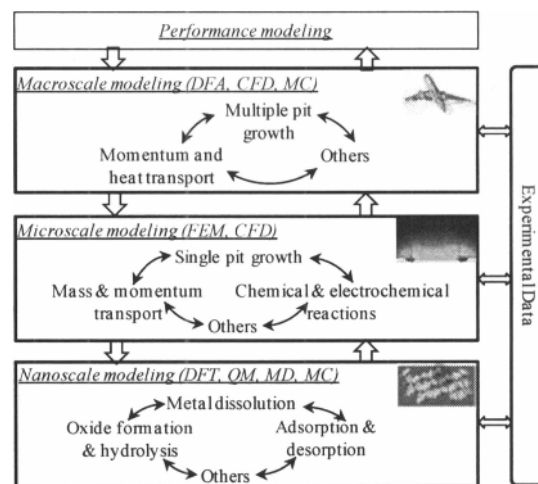 Performance modeling
Macroscale modeling (DFA, CFD, MC)
Multiple pit
growth
Momentum and
heat transport
Others
Microscale modeling (FEM, CFD)
Single pit growth
Mass & momentum
transport
Chemical & electrochemical
reactions
Others
Nanoscale modeling (DFT, QM, MD, MC)
Metal dissolution
Oxide formation
& hydrolysis
Adsorption &
desorption
Others
Experimental Data